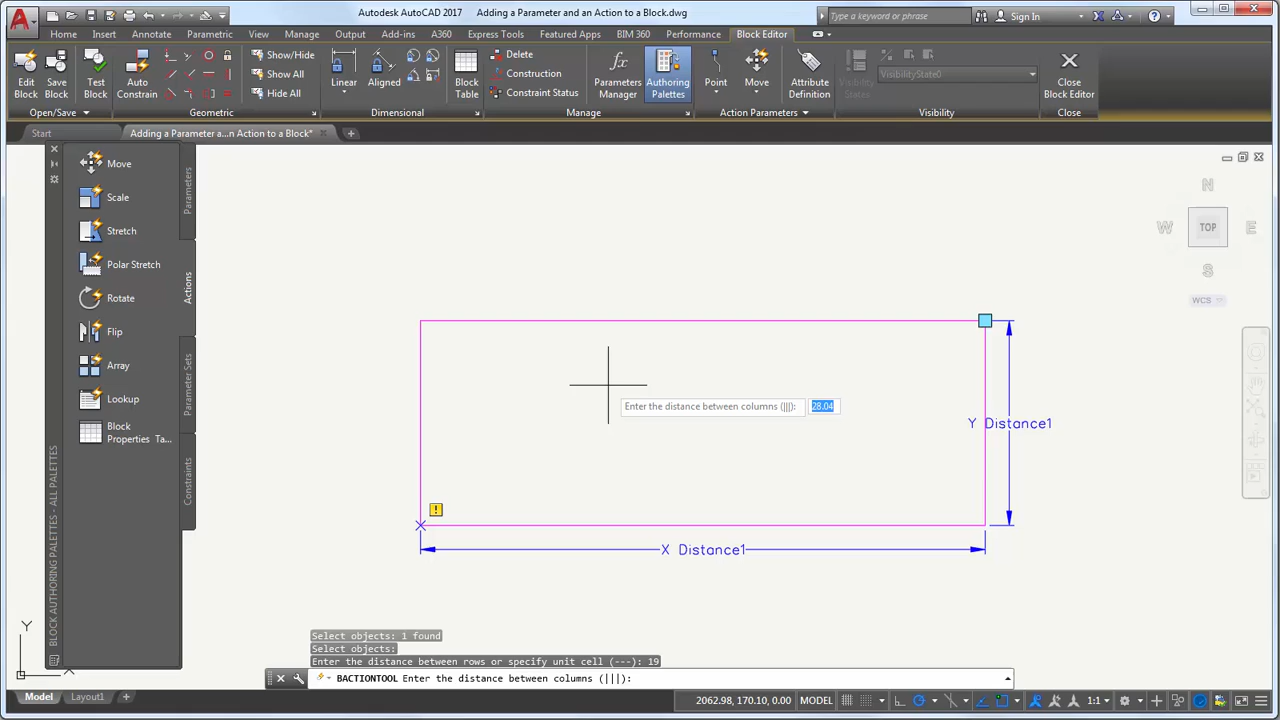 Autodesk AutoCAD 2017 Adding a Parameter and an Action to a Block.dwg
Type a keyword or phrase
Sign In
Home Insert Annotate Parametric View Manage Output Add-ins A360 Express Tools Featured Apps BIM 360 Performance Block Editor
Edit Block
Save Block
Test Block
Auto Constrain
Show/Hide
Show All
Hide All
Linear
Aligned
Block Table
Delete
Construction
Constraint Status
Parameters Manager
Authoring Palettes
Point
Move
Attribute Definition
Visibility States
VisibilityState0
Close Block Editor
Open/Save Geometric Dimensional Manage Action Parameters Visibility Close
Start
Adding a Parameter a...n Action to a Block*
Move
Scale
Stretch
Polar Stretch
Rotate
Flip
Array
Lookup
Block
Properties Ta...
Parameters
Actions
Parameter Sets
Constraints
BLOCK AUTHORING PALETTES - ALL PALETTES
N
W
TOP
E
S
WCS
Enter the distance between columns (|||): 28.04
Y Distance1
X Distance1
Y
X
Select objects: 1 found
Select objects:
Enter the distance between rows or specify unit cell (---): 19
BACTIONTOOL Enter the distance between columns (|||):
Model Layout1
2062.98, 170.10, 0.00 MODEL
1:1